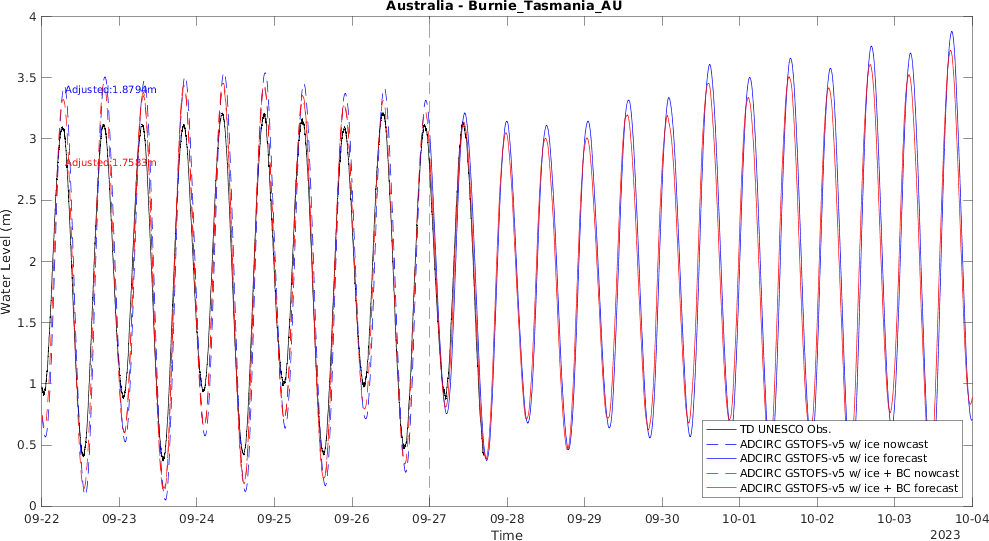 Australia - Burnie_Tasmania_AU
4
3.5
3
2.5
2
1.5
1
0.5
0
Water Level (m)
Adjusted:1.8794m
Adjusted:1.7583m
TD UNESCO Obs.
ADCIRC GSTOFS-v5 w/ ice nowcast
ADCIRC GSTOFS-v5 w/ ice forecast
ADCIRC GSTOFS-v5 w/ ice + BC nowcast
ADCIRC GSTOFS-v5 w/ ice + BC forecast
09-22 09-23 09-24 09-25 09-26 09-27 09-28 09-29 09-30 10-01 10-02 10-03 10-04
Time
2023